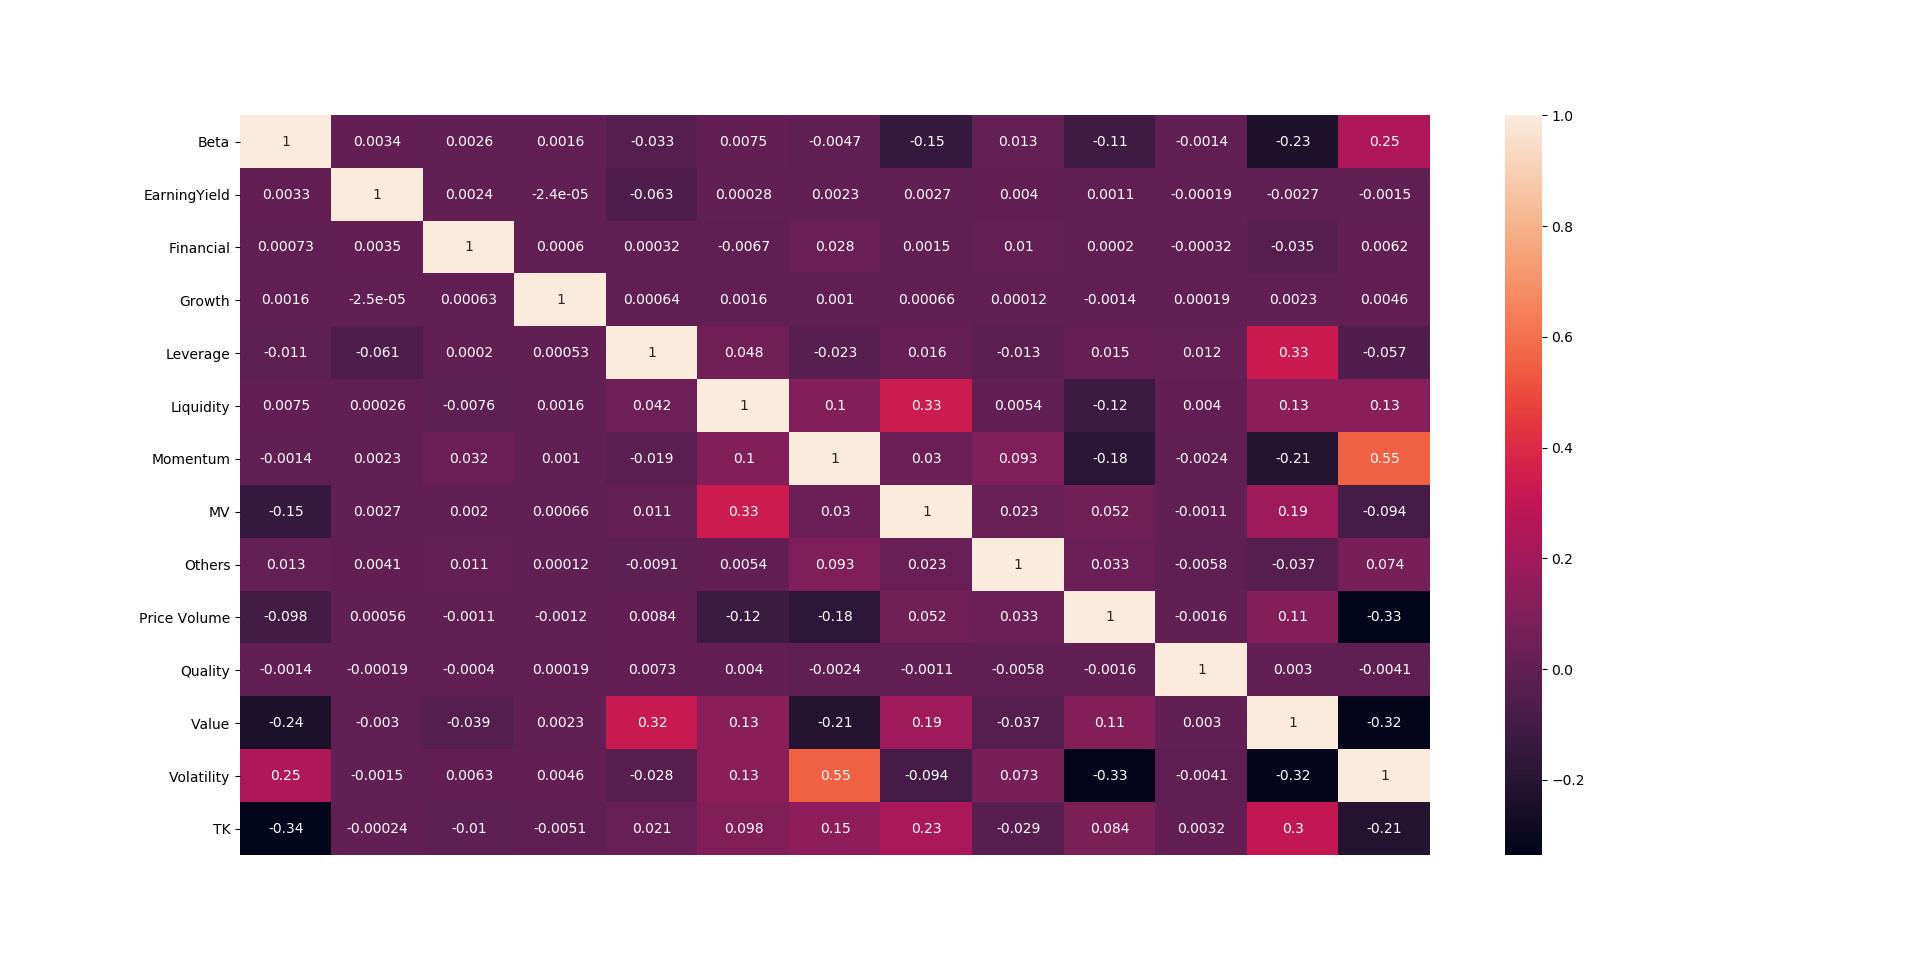 Beta 1 0.0034 0.0026 0.0016 -0.033 0.0075 -0.0047 -0.15 0.013 -0.11 -0.0014 -0.23 0.25
EarningYield 0.0033 1 0.0024 -2.4e-05 -0.063 0.00028 0.0023 0.0027 0.004 0.0011 -0.00019 -0.0027 -0.0015
Financial 0.00073 0.0035 1 0.0006 0.00032 -0.0067 0.028 0.0015 0.01 0.0002 -0.00032 -0.035 0.0062
Growth 0.0016 -2.5e-05 0.00063 1 0.00064 0.0016 0.001 0.00066 0.00012 -0.0014 0.00019 0.0023 0.0046
Leverage -0.011 -0.061 0.0002 0.00053 1 0.048 -0.023 0.016 -0.013 0.015 0.012 0.33 -0.057
Liquidity 0.0075 0.00026 -0.0076 0.0016 0.042 1 0.1 0.33 0.0054 -0.12 0.004 0.13 0.13
Momentum -0.0014 0.0023 0.032 0.001 -0.019 0.1 1 0.03 0.093 -0.18 -0.0024 -0.21 0.55
MV -0.15 0.0027 0.002 0.00066 0.011 0.33 0.03 1 0.023 0.052 -0.0011 0.19 -0.094
Others 0.013 0.0041 0.011 0.00012 -0.0091 0.0054 0.093 0.023 1 0.033 -0.0058 -0.037 0.074
Price Volume -0.098 0.00056 -0.0011 -0.0012 0.0084 -0.12 -0.18 0.052 0.033 1 -0.0016 0.11 -0.33
Quality -0.0014 -0.00019 -0.0004 0.00019 0.0073 0.004 -0.0024 -0.0011 -0.0058 -0.0016 1 0.003 -0.0041
Value -0.24 -0.003 -0.039 0.0023 0.32 0.13 -0.21 0.19 -0.037 0.11 0.003 1 -0.32
Volatility 0.25 -0.0015 0.0063 0.0046 -0.028 0.13 0.55 -0.094 0.073 -0.33 -0.0041 -0.32 1
TK -0.34 -0.00024 -0.01 -0.0051 0.021 0.098 0.15 0.23 -0.029 0.084 0.0032 0.3 -0.21
1.0
0.8
0.6
0.4
0.2
0.0
−0.2